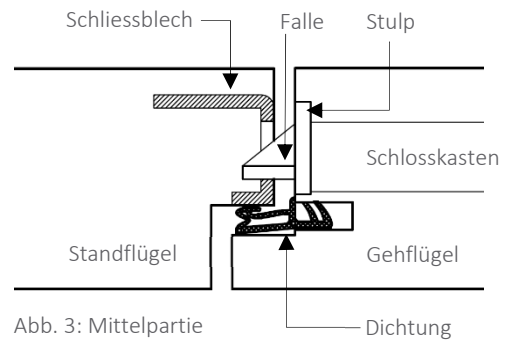 Schliessblech
Falle
Stulp
Schlosskasten
Standflügel
Gehflügel
Abb. 3: Mittelpartie
Dichtung